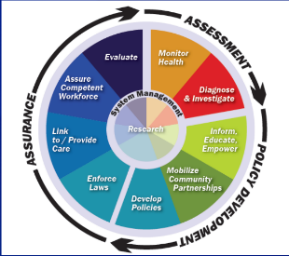 ASSESSMENT
POLICY DEVELOPMENT
ASSURANCE
Monitor
Health
Diagnose
& Investigate
Inform,
Educate,
Empower
Mobilize
Community
Partnerships
Develop
Policies
Enforce
Laws
Link
to / Provide
Care
Assure
Competent
Workforce
Evaluate
System Management
Research